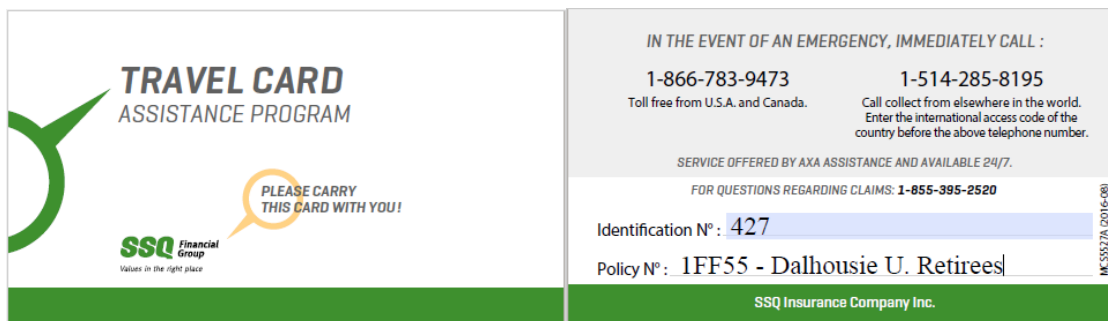 TRAVEL CARD
ASSISTANCE PROGRAM
PLEASE CARRY
THIS CARD WITH YOU!
SSQ Financial
Group
Values in the right place
IN THE EVENT OF AN EMERGENCY, IMMEDIATELY CALL :
1-866-783-9473
Toll free from U.S.A. and Canada.
1-514-285-8195
Call collect from elsewhere in the world.
Enter the international access code of the
country before the above telephone number.
SERVICE OFFERED BY AXA ASSISTANCE AND AVAILABLE 24/7.
FOR QUESTIONS REGARDING CLAIMS: 1-855-395-2520
Identification N° : 427
Policy N° : 1FF55 - Dalhousie U. Retirees
MCS5527A (2016-08)
SSQ Insurance Company Inc.